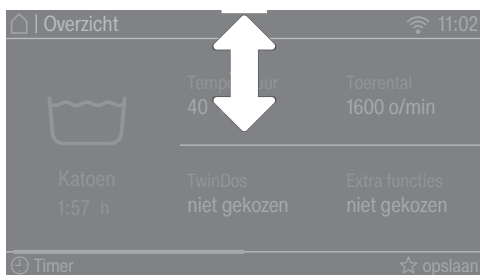 | Overzicht 11:02
Temperatuur Toerental
40 1600 o/min
Katoen TwinDos Extra functies
1:57 h niet gekozen niet gekozen
Timer opslaan